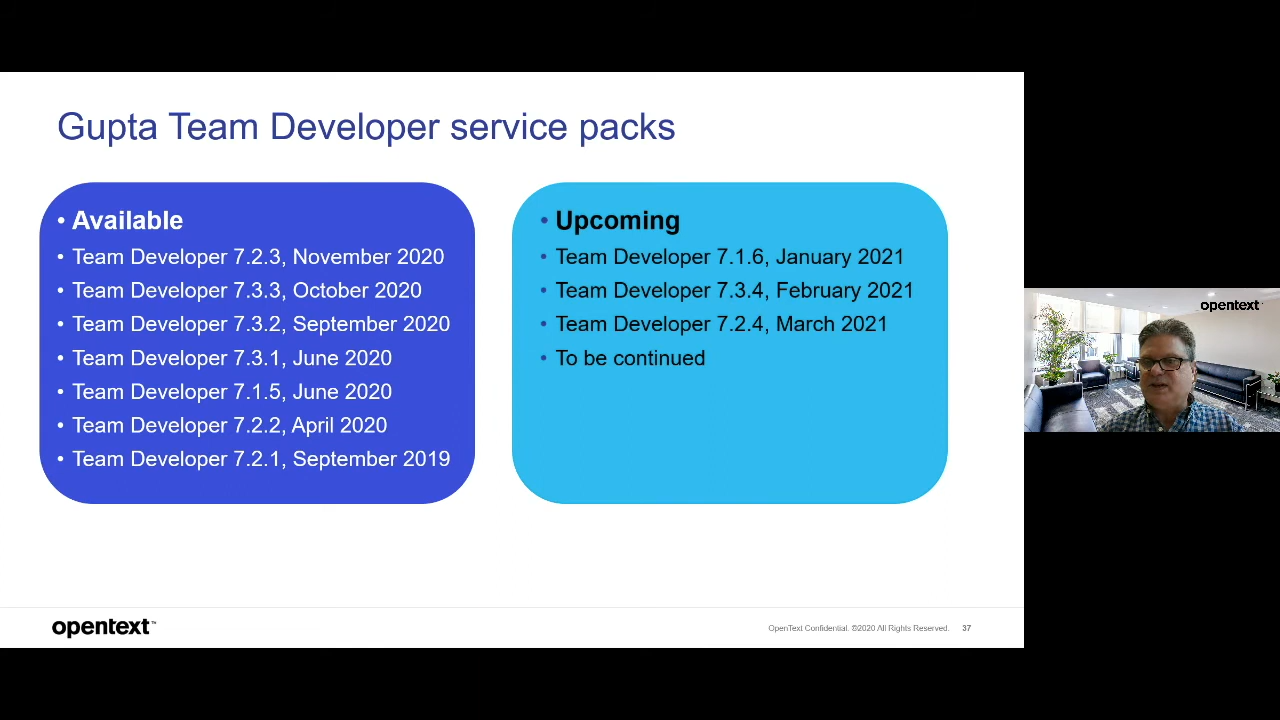 Gupta Team Developer service packs
• Available
• Team Developer 7.2.3, November 2020
• Team Developer 7.3.3, October 2020
• Team Developer 7.3.2, September 2020
• Team Developer 7.3.1, June 2020
• Team Developer 7.1.5, June 2020
• Team Developer 7.2.2, April 2020
• Team Developer 7.2.1, September 2019
• Upcoming
• Team Developer 7.1.6, January 2021
• Team Developer 7.3.4, February 2021
• Team Developer 7.2.4, March 2021
• To be continued
opentext
opentext™
OpenText Confidential. ©2020 All Rights Reserved. 37